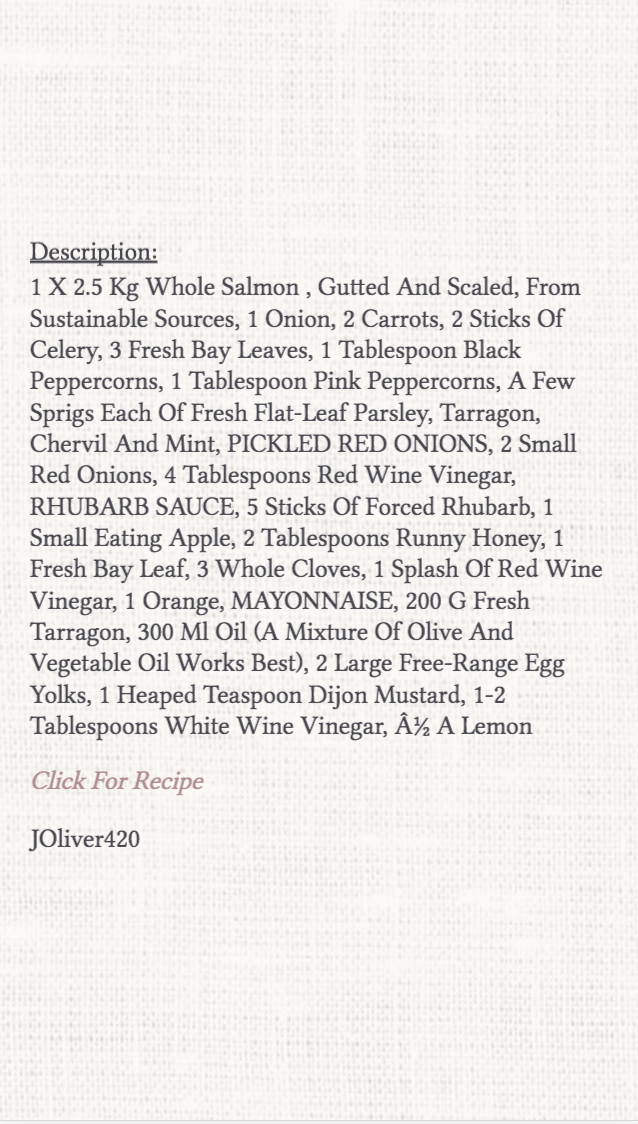 Description:
1 X 2.5 Kg Whole Salmon , Gutted And Scaled, From
Sustainable Sources, 1 Onion, 2 Carrots, 2 Sticks Of
Celery, 3 Fresh Bay Leaves, 1 Tablespoon Black
Peppercorns, 1 Tablespoon Pink Peppercorns, A Few
Sprigs Each Of Fresh Flat-Leaf Parsley, Tarragon,
Chervil And Mint, PICKLED RED ONIONS, 2 Small
Red Onions, 4 Tablespoons Red Wine Vinegar,
RHUBARB SAUCE, 5 Sticks Of Forced Rhubarb, 1
Small Eating Apple, 2 Tablespoons Runny Honey, 1
Fresh Bay Leaf, 3 Whole Cloves, 1 Splash Of Red Wine
Vinegar, 1 Orange, MAYONNAISE, 200 G Fresh
Tarragon, 300 Ml Oil (A Mixture Of Olive And
Vegetable Oil Works Best), 2 Large Free-Range Egg
Yolks, 1 Heaped Teaspoon Dijon Mustard, 1-2
Tablespoons White Wine Vinegar, Â½ A Lemon
Click For Recipe
JOliver420